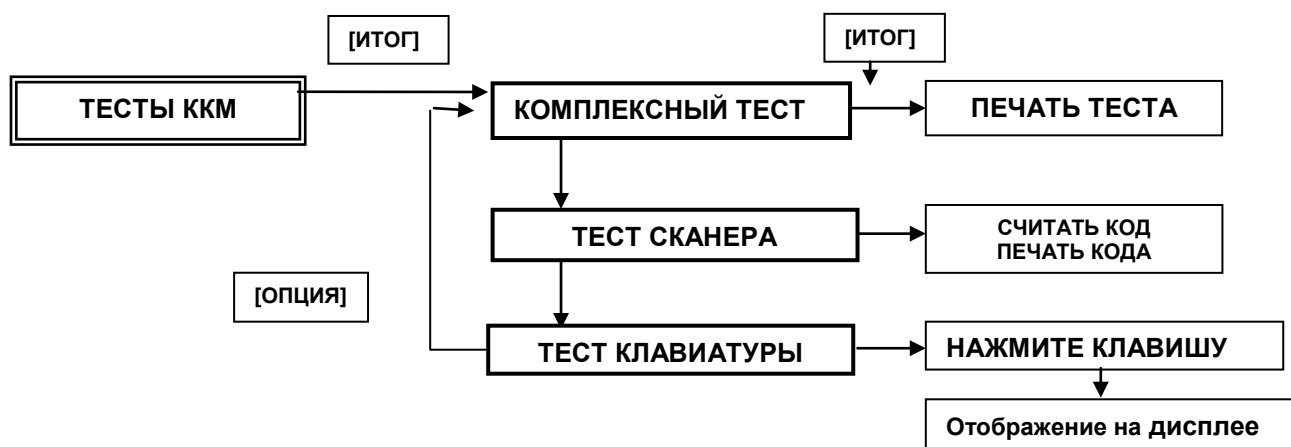 [ИТОГ]
[ИТОГ]
ТЕСТЫ ККМ
КОМПЛЕКСНЫЙ ТЕСТ
ПЕЧАТЬ ТЕСТА
ТЕСТ СКАНЕРА
СЧИТАТЬ КОД
ПЕЧАТЬ КОДА
[ОПЦИЯ]
ТЕСТ КЛАВИАТУРЫ
НАЖМИТЕ КЛАВИШУ
Отображение на дисплее